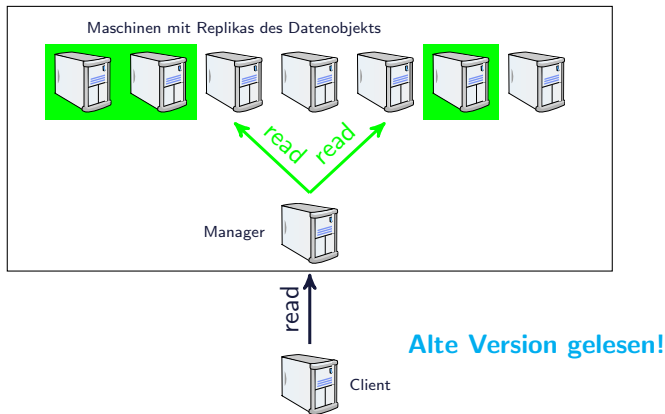 Maschinen mit Replikas des Datenobjekts
read read
Manager
read
Alte Version gelesen!
Client